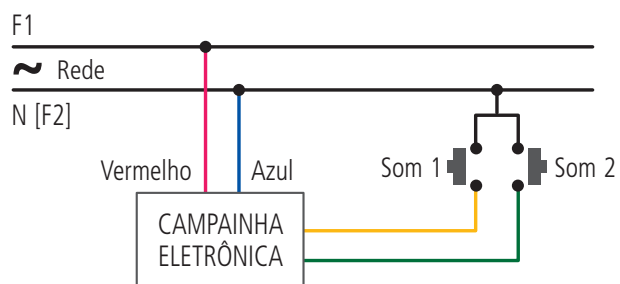 F1
~ Rede
N [F2]
Vermelho
Azul
Som 1
Som 2
CAMPAINHA
ELETRÔNICA